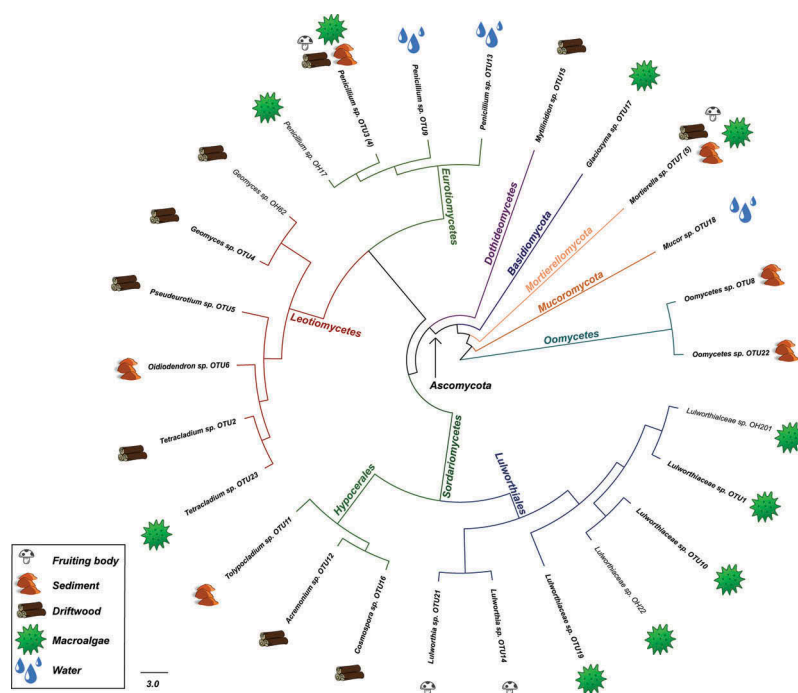 Penicillium sp. OH17
Penicillium sp. OTU3 (4)
Penicillium sp. OTU9
Penicillium sp. OTU13
Eurotiomycetes
Mytilinidion sp. OTU15
Dothideomycetes
Glaciozyma sp. OTU17
Basidiomycota
Mortierella sp. OTU7 (5)
Mortierellomycota
Mucor sp. OTU18
Mucoromycota
Oomycetes sp. OTU8
Oomycetes
Oomycetes sp. OTU22
Geomyces sp. OH62
Geomyces sp. OTU4
Pseudeurotium sp. OTU5
Leotiomycetes
Oidiodendron sp. OTU6
Tetracladium sp. OTU2
Tetracladium sp. OTU23
Ascomycota
Sordariomycetes
Hypocerales
Lulworthiales
Tolypocladium sp. OTU11
Acremonium sp. OTU12
Cosmospora sp. OTU16
Lulworthia sp. OTU21
Lulworthia sp. OTU14
Lulworthiaceae sp. OTU19
Lulworthiaceae sp. OH22
Lulworthiaceae sp. OTU10
Lulworthiaceae sp. OTU1
Lulworthialceae sp. OH201
Fruiting body
Sediment
Driftwood
Macroalgae
Water
3.0